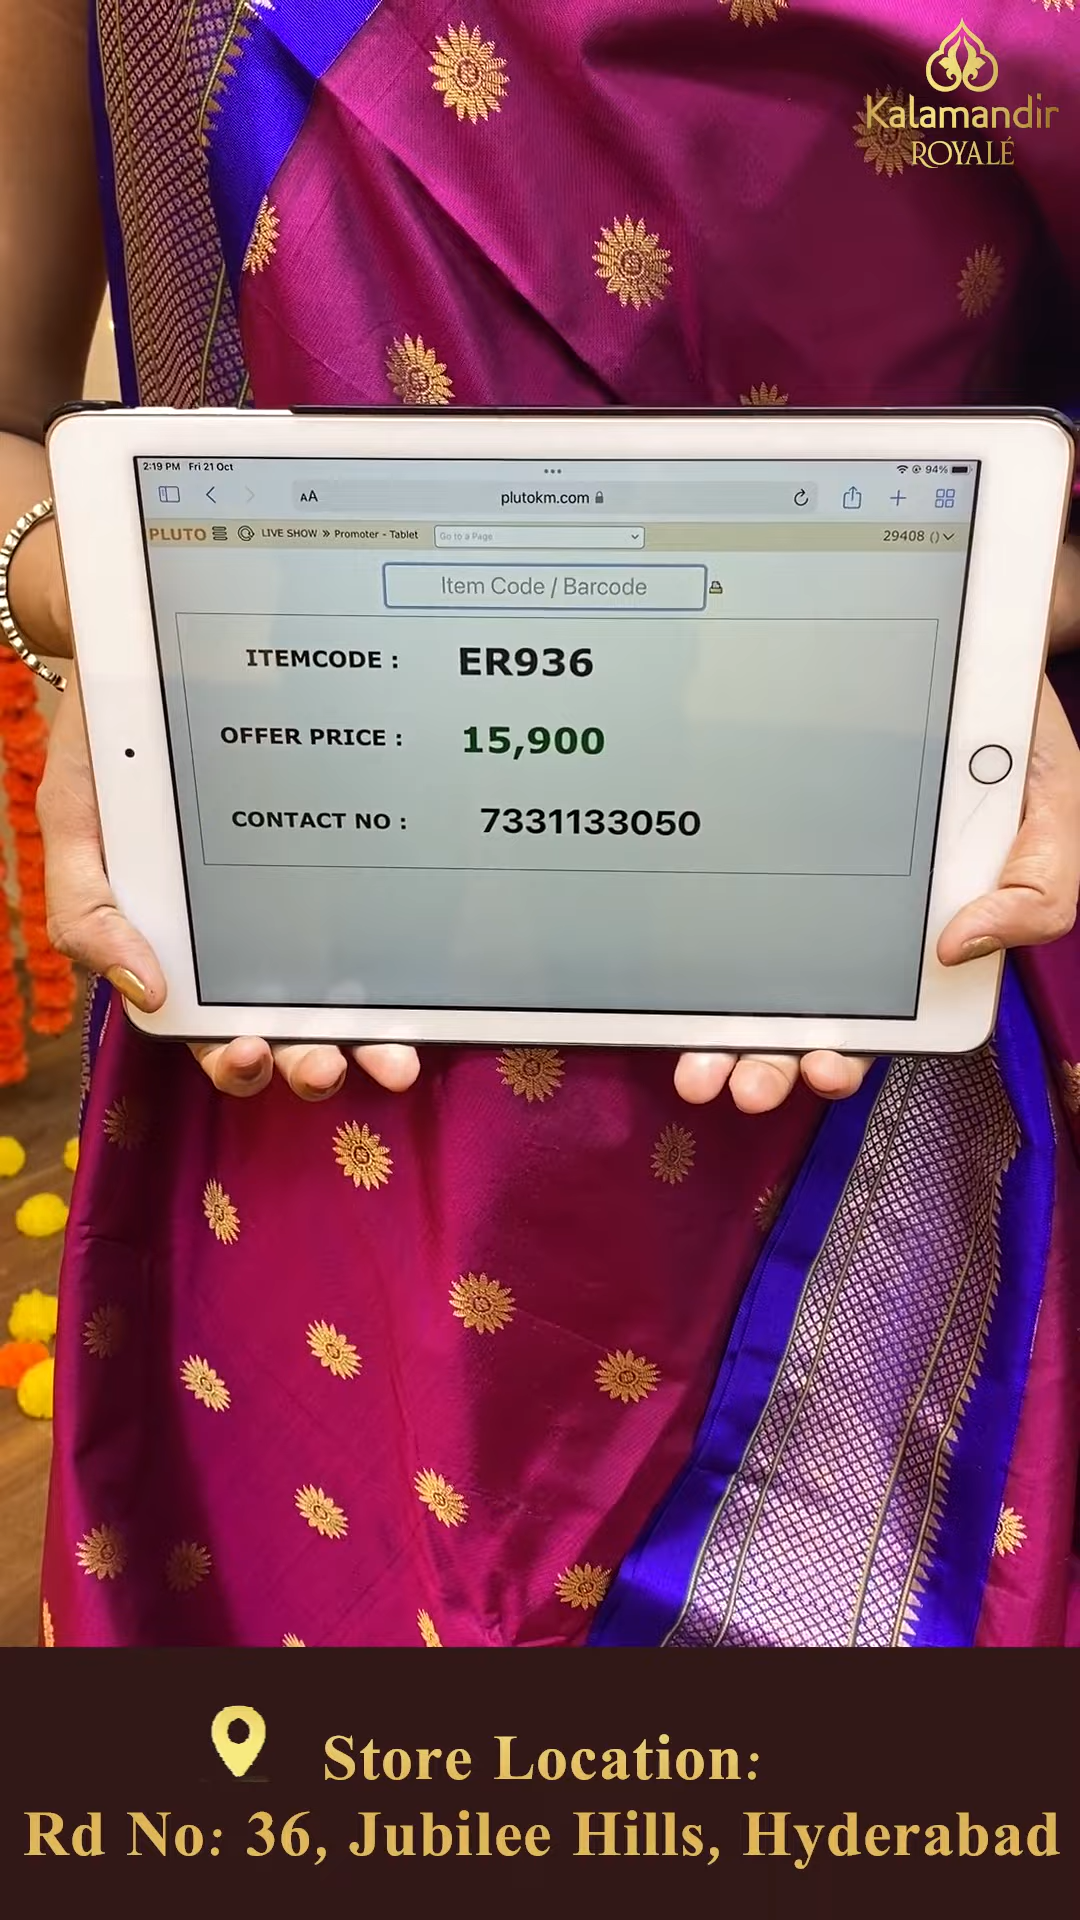 Kalamandir
ROYALÉ
2:19 PM Fri 21 Oct
94%
AA
plutokm.com
PLUTO LIVE SHOW » Promoter - Tablet Go to a Page 29408 ()
Item Code / Barcode
ITEMCODE : ER936
OFFER PRICE : 15,900
CONTACT NO : 7331133050
Store Location:
Rd No: 36, Jubilee Hills, Hyderabad